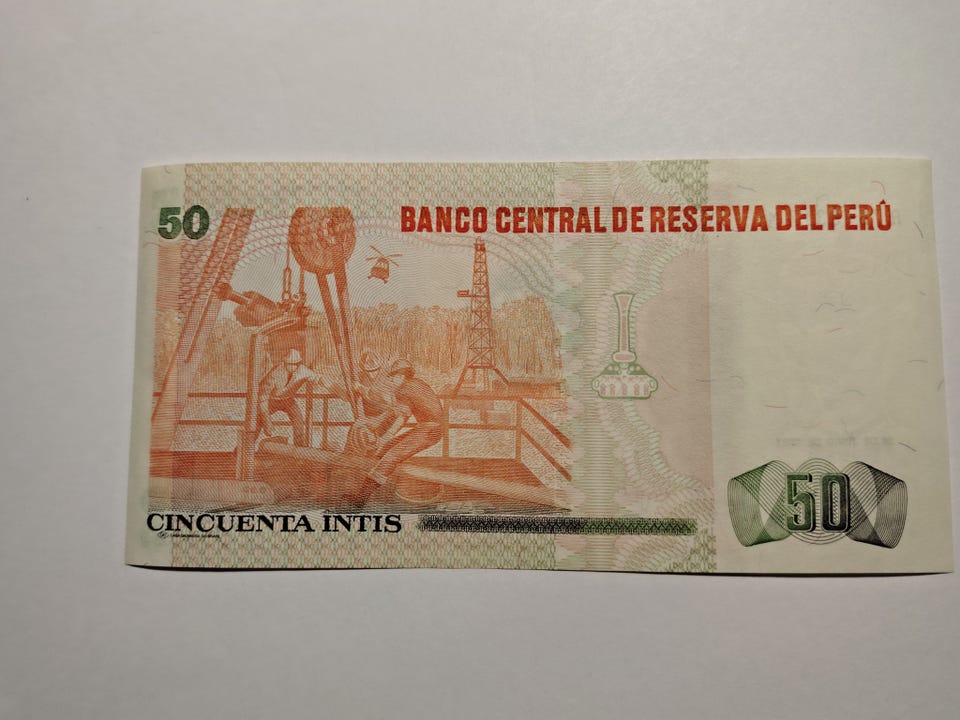 50
BANCO CENTRAL DE RESERVA DEL PERÚ
CINCUENTA INTIS
50